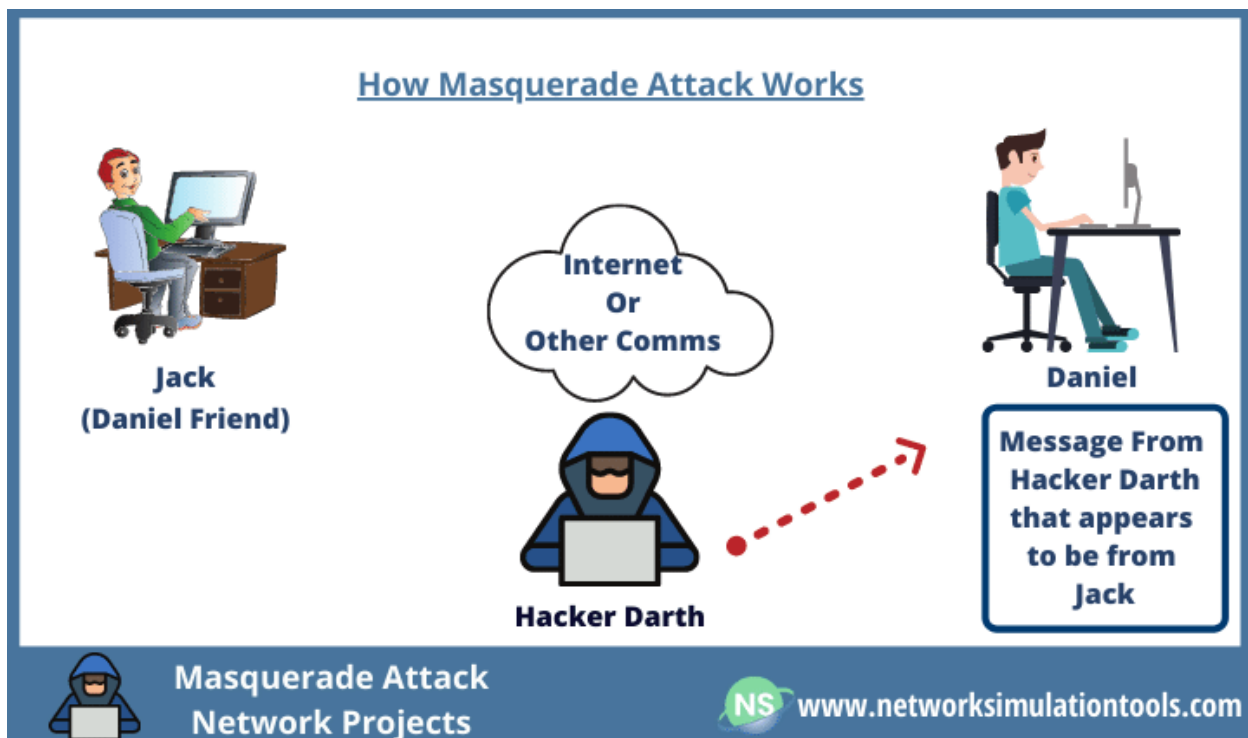 How Masquerade Attack Works
Internet
Or
Other Comms
Jack
(Daniel Friend)
Daniel
Message From
Hacker Darth
that appears
to be from
Jack
Hacker Darth
Masquerade Attack
Network Projects
NS
www.networksimulationtools.com